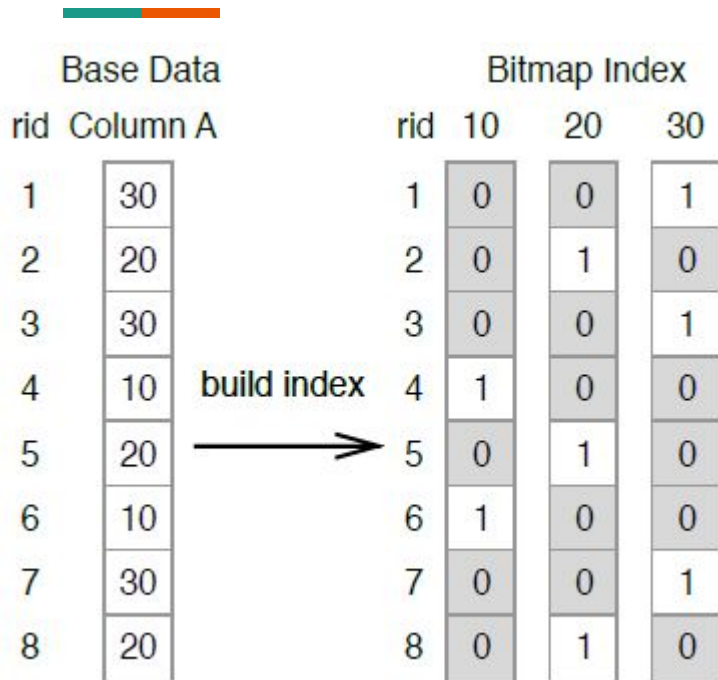 Base Data Bitmap Index
rid Column A rid 10 20 30
1 30 1 0 0 1
2 20 2 0 1 0
3 30 3 0 0 1
4 10 build index 4 1 0 0
5 20 5 0 1 0
6 10 6 1 0 0
7 30 7 0 0 1
8 20 8 0 1 0